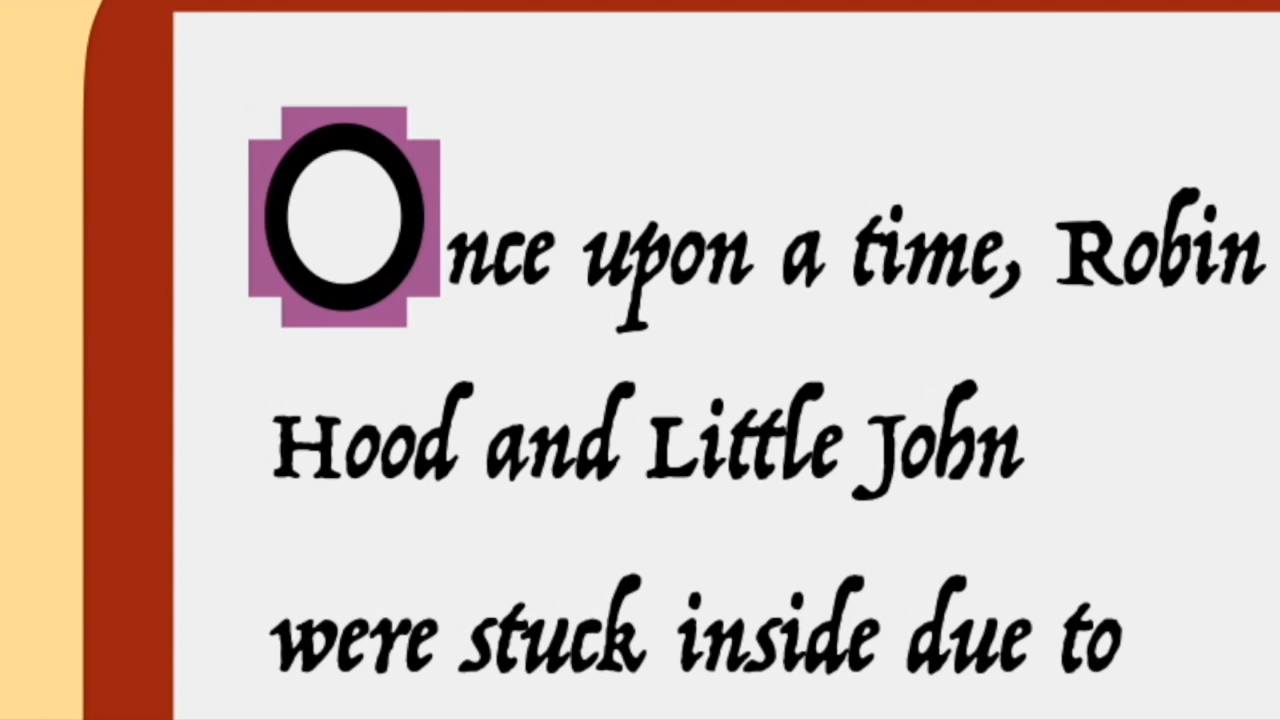 Once upon a time, Robin
Hood and Little John
were stuck inside due to